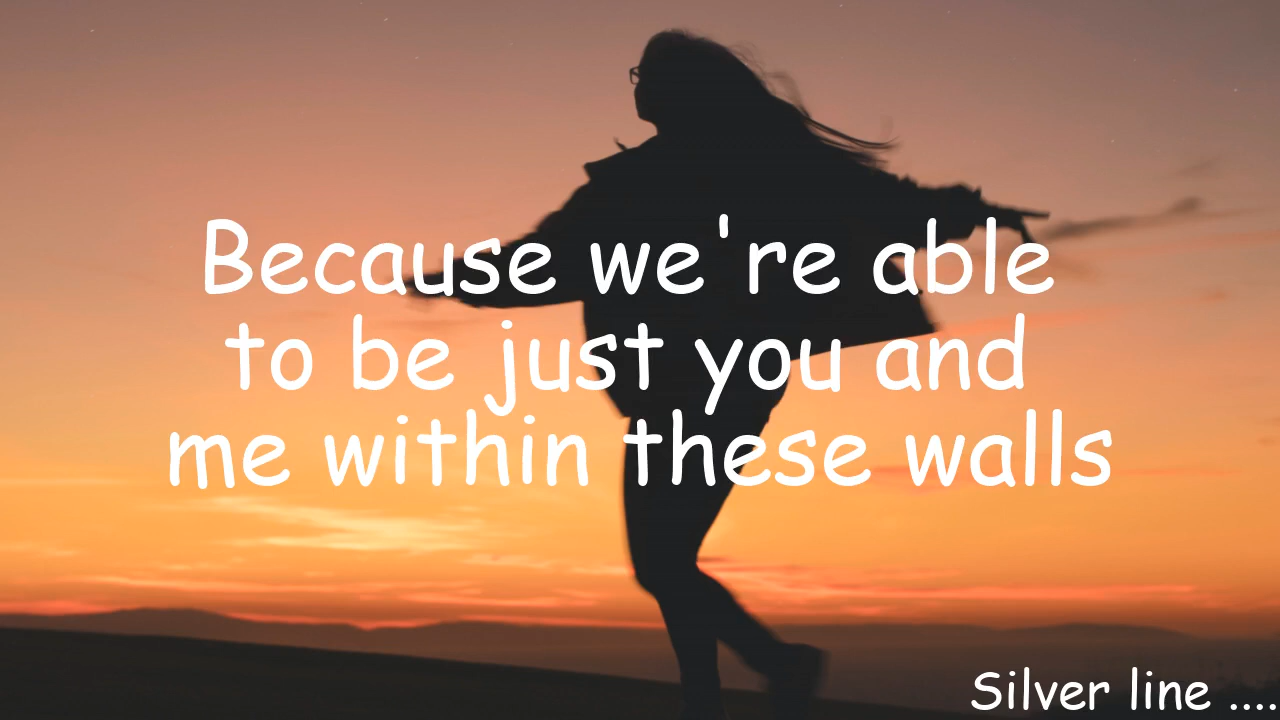 Because we're able
to be just you and
me within these walls
Silver line ....